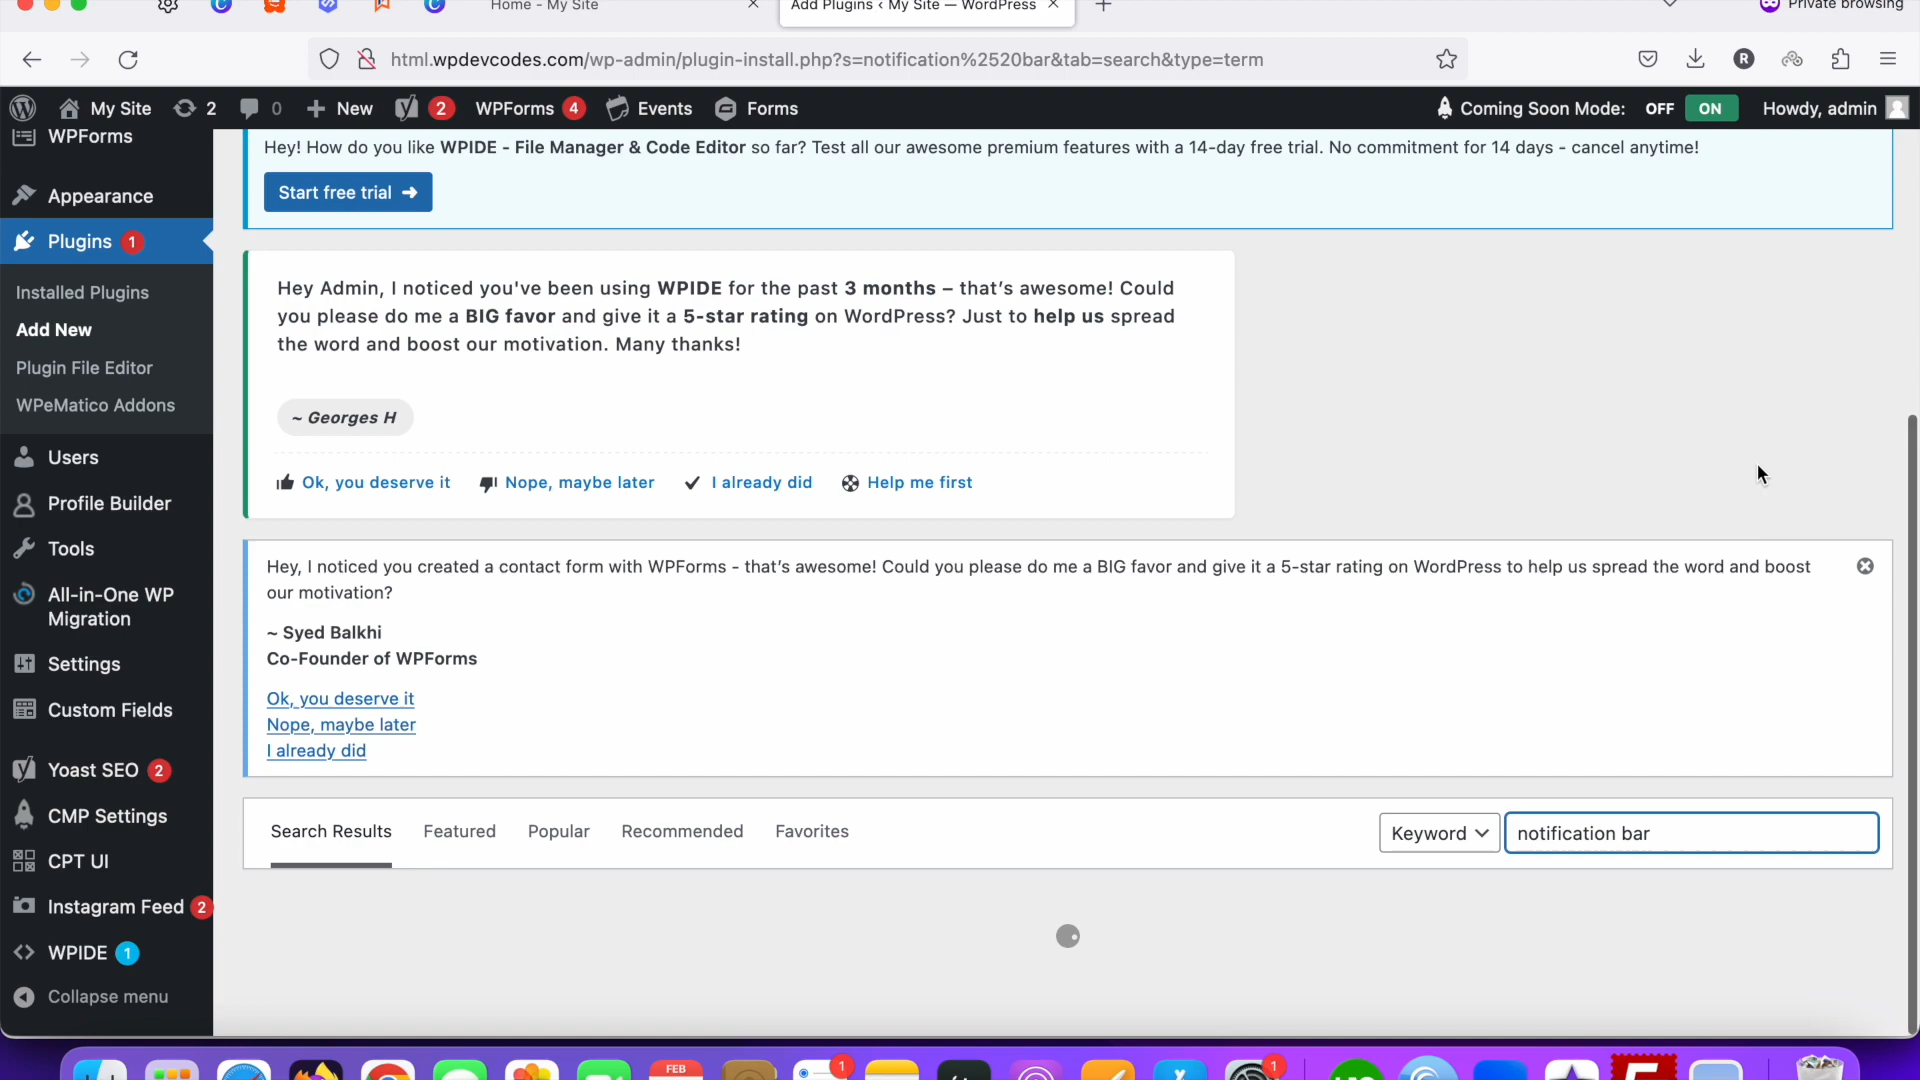 Home - My Site
Add Plugins ‹ My Site — WordPress
Private browsing
html.wpdevcodes.com/wp-admin/plugin-install.php?s=notification%2520bar&tab=search&type=term
R
My Site
2
0
New
2
WPForms 4
Events
Forms
Coming Soon Mode: OFF ON
Howdy, admin
WPForms
Appearance
Plugins 1
Installed Plugins
Add New
Plugin File Editor
WPeMatico Addons
Users
Profile Builder
Tools
All-in-One WP
Migration
Settings
Custom Fields
Yoast SEO 2
CMP Settings
CPT UI
Instagram Feed 2
WPIDE 1
Collapse menu
Hey! How do you like WPIDE - File Manager & Code Editor so far? Test all our awesome premium features with a 14-day free trial. No commitment for 14 days - cancel anytime!
Start free trial ➜
Hey Admin, I noticed you've been using WPIDE for the past 3 months – that's awesome! Could
you please do me a BIG favor and give it a 5-star rating on WordPress? Just to help us spread
the word and boost our motivation. Many thanks!
~ Georges H
Ok, you deserve it
Nope, maybe later
I already did
Help me first
Hey, I noticed you created a contact form with WPForms - that's awesome! Could you please do me a BIG favor and give it a 5-star rating on WordPress to help us spread the word and boost
our motivation?
~ Syed Balkhi
Co-Founder of WPForms
Ok, you deserve it
Nope, maybe later
I already did
Search Results
Featured
Popular
Recommended
Favorites
Keyword
notification bar
FEB
1
1